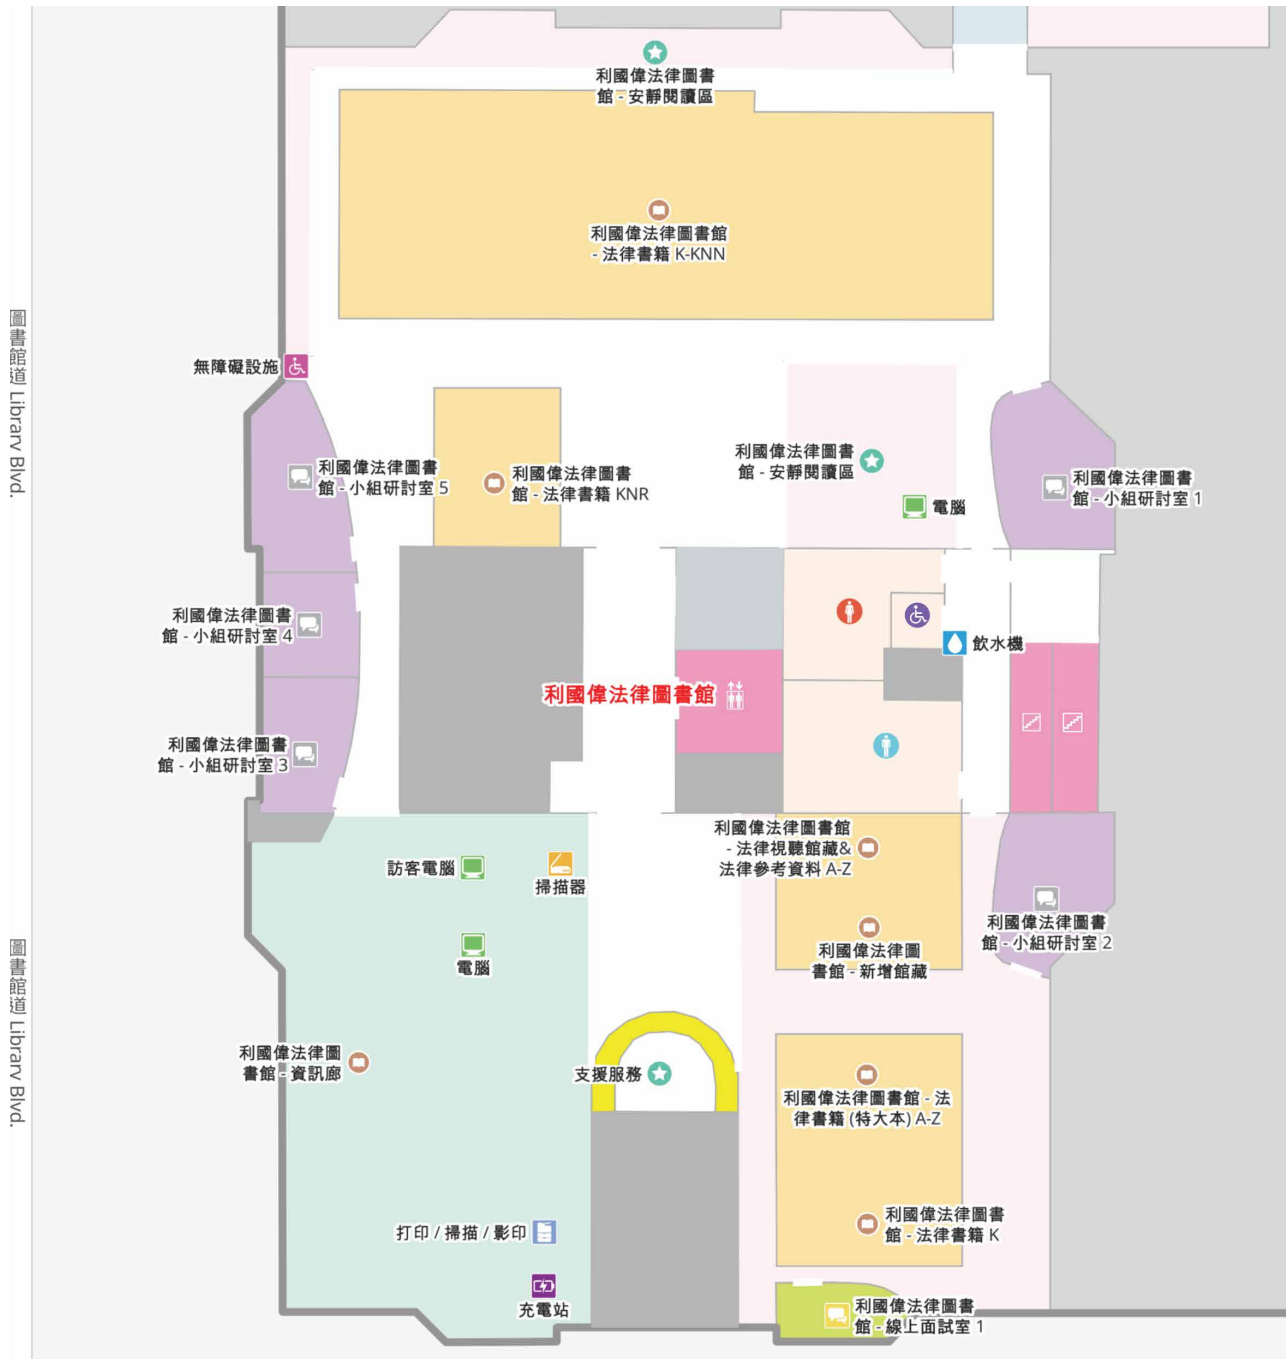 利國偉法律圖書
館 - 安靜閱讀區
利國偉法律圖書館
- 法律書籍 K-KNN
圖書館道 Library Blvd.
無障礙設施
利國偉法律圖書
館 - 小組研討室 5
利國偉法律圖書
館 - 法律書籍 KNR
利國偉法律圖書
館 - 安靜閱讀區
電腦
利國偉法律圖書
館 - 小組研討室 1
利國偉法律圖書
館 - 小組研討室 4
飲水機
利國偉法律圖書館
利國偉法律圖書
館 - 小組研討室 3
利國偉法律圖書館
- 法律視聽館藏&
法律參考資料 A-Z
訪客電腦
掃描器
利國偉法律圖
書館 - 新增館藏
利國偉法律圖書
館 - 小組研討室 2
電腦
圖書館道 Library Blvd.
利國偉法律圖
書館 - 資訊廊
支援服務
利國偉法律圖書館 - 法
律書籍 (特大本) A-Z
打印 / 掃描 / 影印
利國偉法律圖書
館 - 法律書籍 K
充電站
利國偉法律圖書
館 - 線上面試室 1